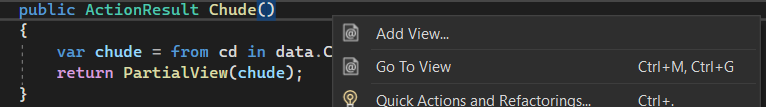 public ActionResult Chude()
{
Add View...
var chude = from cd in data.C
Go To View Ctrl+M, Ctrl+G
return PartialView(chude);
Quick Actions and Refactorings... Ctrl+.
}